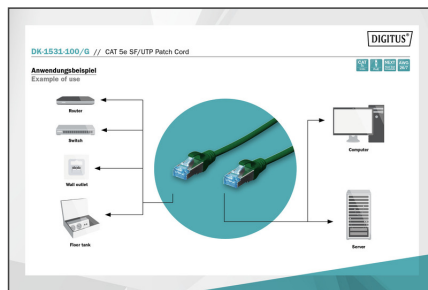 DIGITUS®
DK-1531-100/G // CAT 5e SF/UTP Patch Cord
Anwendungsbeispiel
Example of use
Router
Switch
Wall outlet
Floor tank
Computer
Server